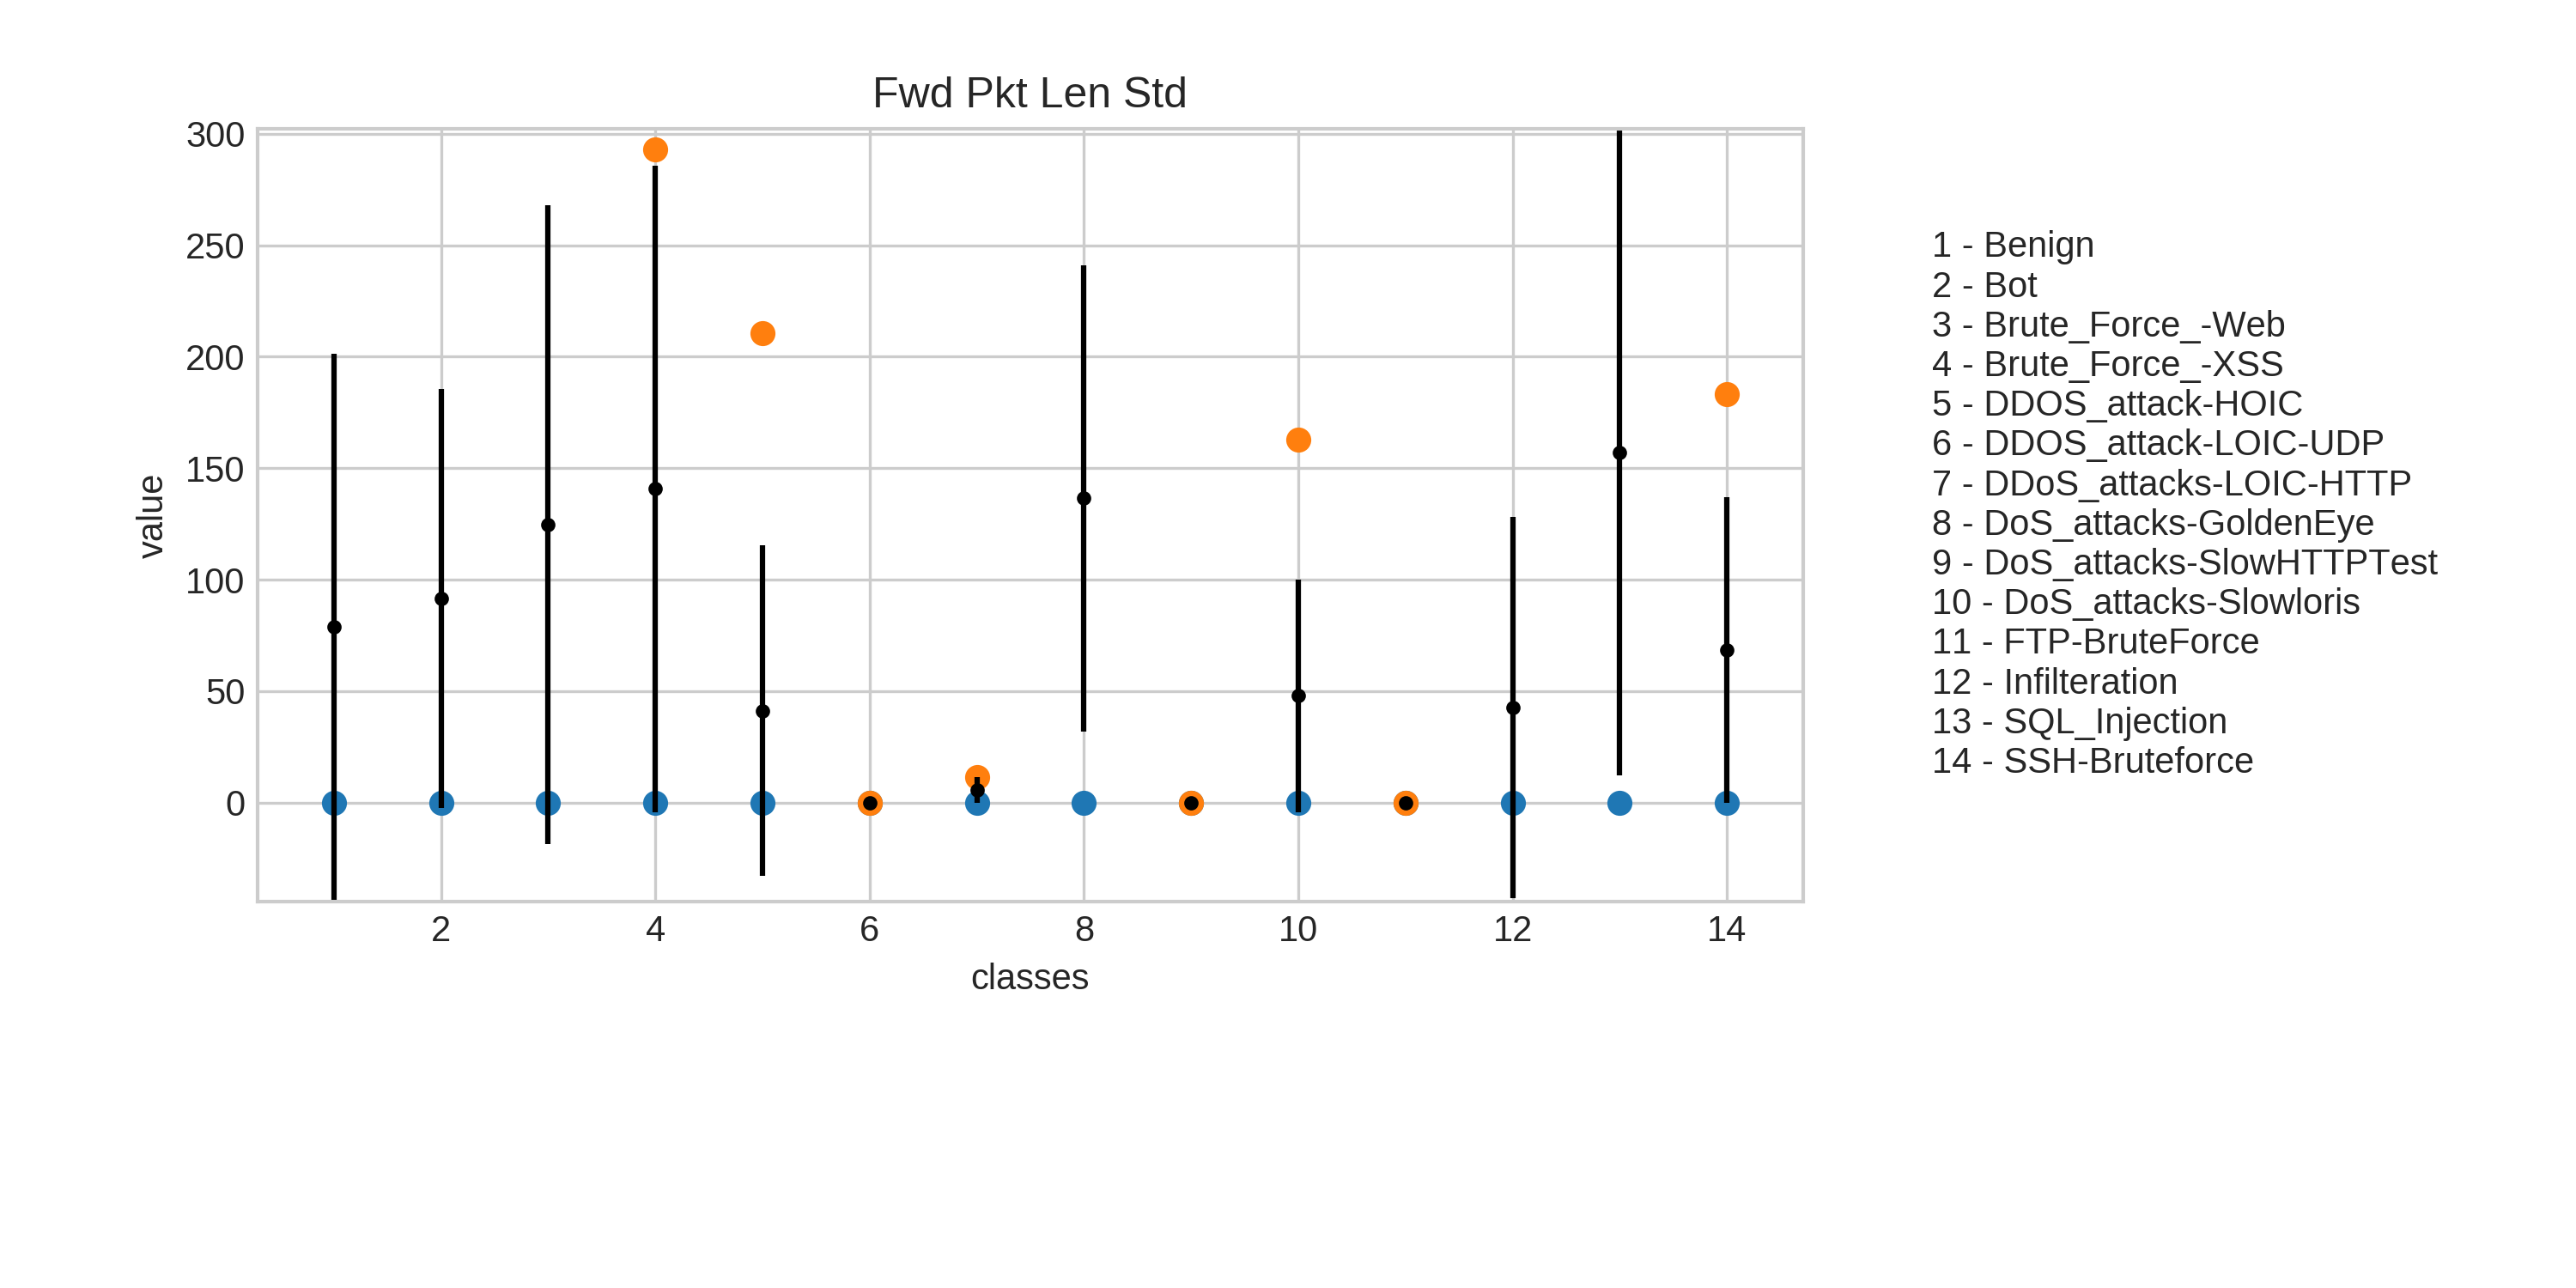 Fwd Pkt Len Std
300
250
200
150
100
50
0
value
2 4 6 8 10 12 14
classes
1 - Benign
2 - Bot
3 - Brute_Force_-Web
4 - Brute_Force_-XSS
5 - DDOS_attack-HOIC
6 - DDOS_attack-LOIC-UDP
7 - DDoS_attacks-LOIC-HTTP
8 - DoS_attacks-GoldenEye
9 - DoS_attacks-SlowHTTPTest
10 - DoS_attacks-Slowloris
11 - FTP-BruteForce
12 - Infilteration
13 - SQL_Injection
14 - SSH-Bruteforce